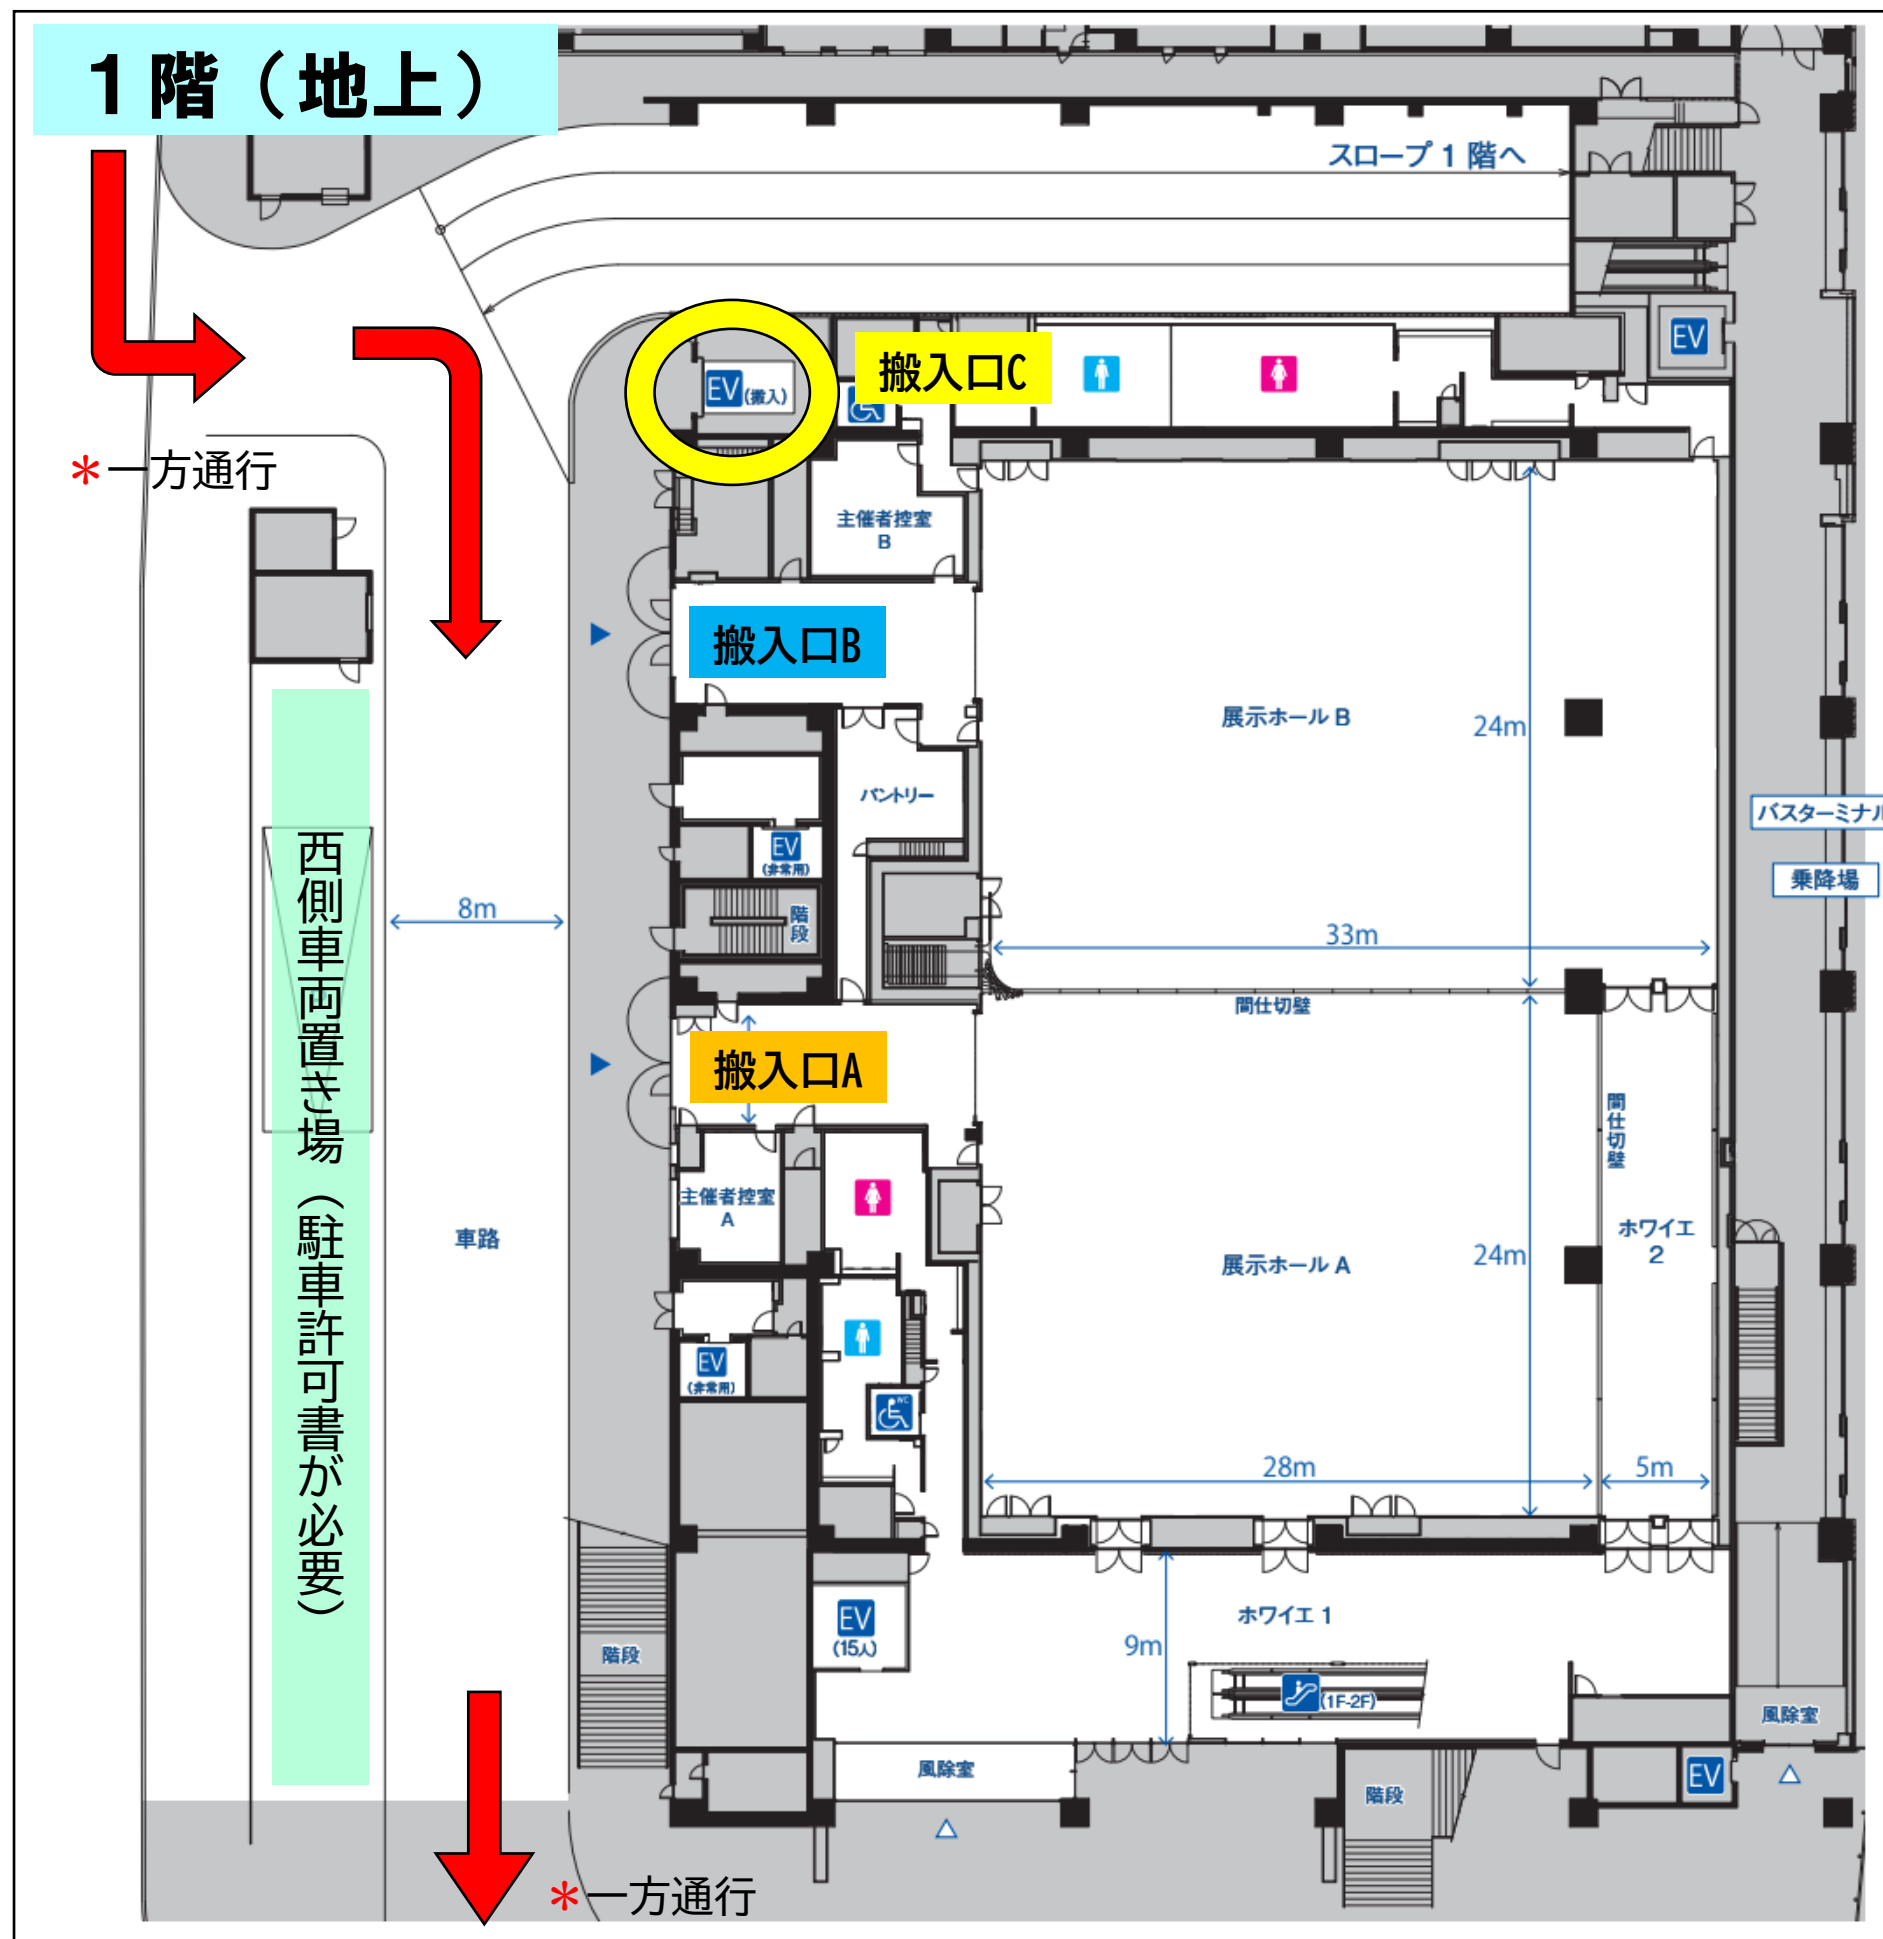 １階（地上）
スロープ 1 階へ
EV
EV(搬入)
搬入口C
＊一方通行
主催者控室
B
搬入口B
展示ホール B
24m
パントリー
EV
(非常用)
バスターミナル
乗降場
8m
階段
33m
間仕切壁
搬入口A
西側車両置き場（駐車許可書が必要）
間仕切壁
主催者控室
A
車路
展示ホール A
24m
ホワイエ
2
EV
(非常用)
WC
28m
5m
階段
EV
(15人)
ホワイエ 1
9m
(1F-2F)
風除室
風除室
階段
EV
＊一方通行